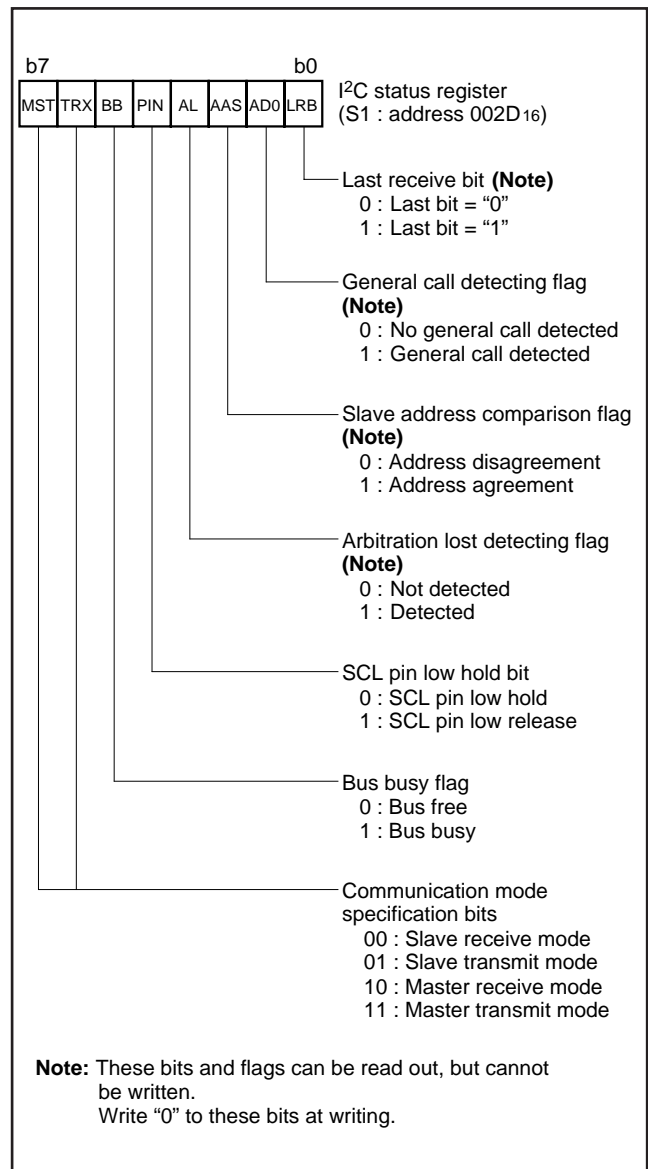 b7 b0
MST TRX BB PIN AL AAS AD0 LRB
I2C status register
(S1 : address 002D16)
Last receive bit (Note)
0 : Last bit = “0”
1 : Last bit = “1”
General call detecting flag
(Note)
0 : No general call detected
1 : General call detected
Slave address comparison flag
(Note)
0 : Address disagreement
1 : Address agreement
Arbitration lost detecting flag
(Note)
0 : Not detected
1 : Detected
SCL pin low hold bit
0 : SCL pin low hold
1 : SCL pin low release
Bus busy flag
0 : Bus free
1 : Bus busy
Communication mode
specification bits
00 : Slave receive mode
01 : Slave transmit mode
10 : Master receive mode
11 : Master transmit mode
Note: These bits and flags can be read out, but cannot
be written.
Write “0” to these bits at writing.